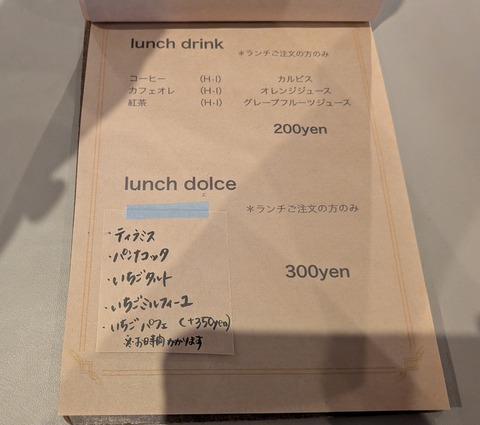 lunch drink
*ランチご注文の方のみ
コーヒー (H・I) カルピス
カフェオレ (H・I) オレンジジュース
紅茶 (H・I) グレープフルーツジュース
200yen
lunch dolce
*ランチご注文の方のみ
・ティラミス
・パンナコッタ
・いちごタルト
・いちごミルフィーユ
・いちごパフェ (+350yen)
※お時間かかります
300yen